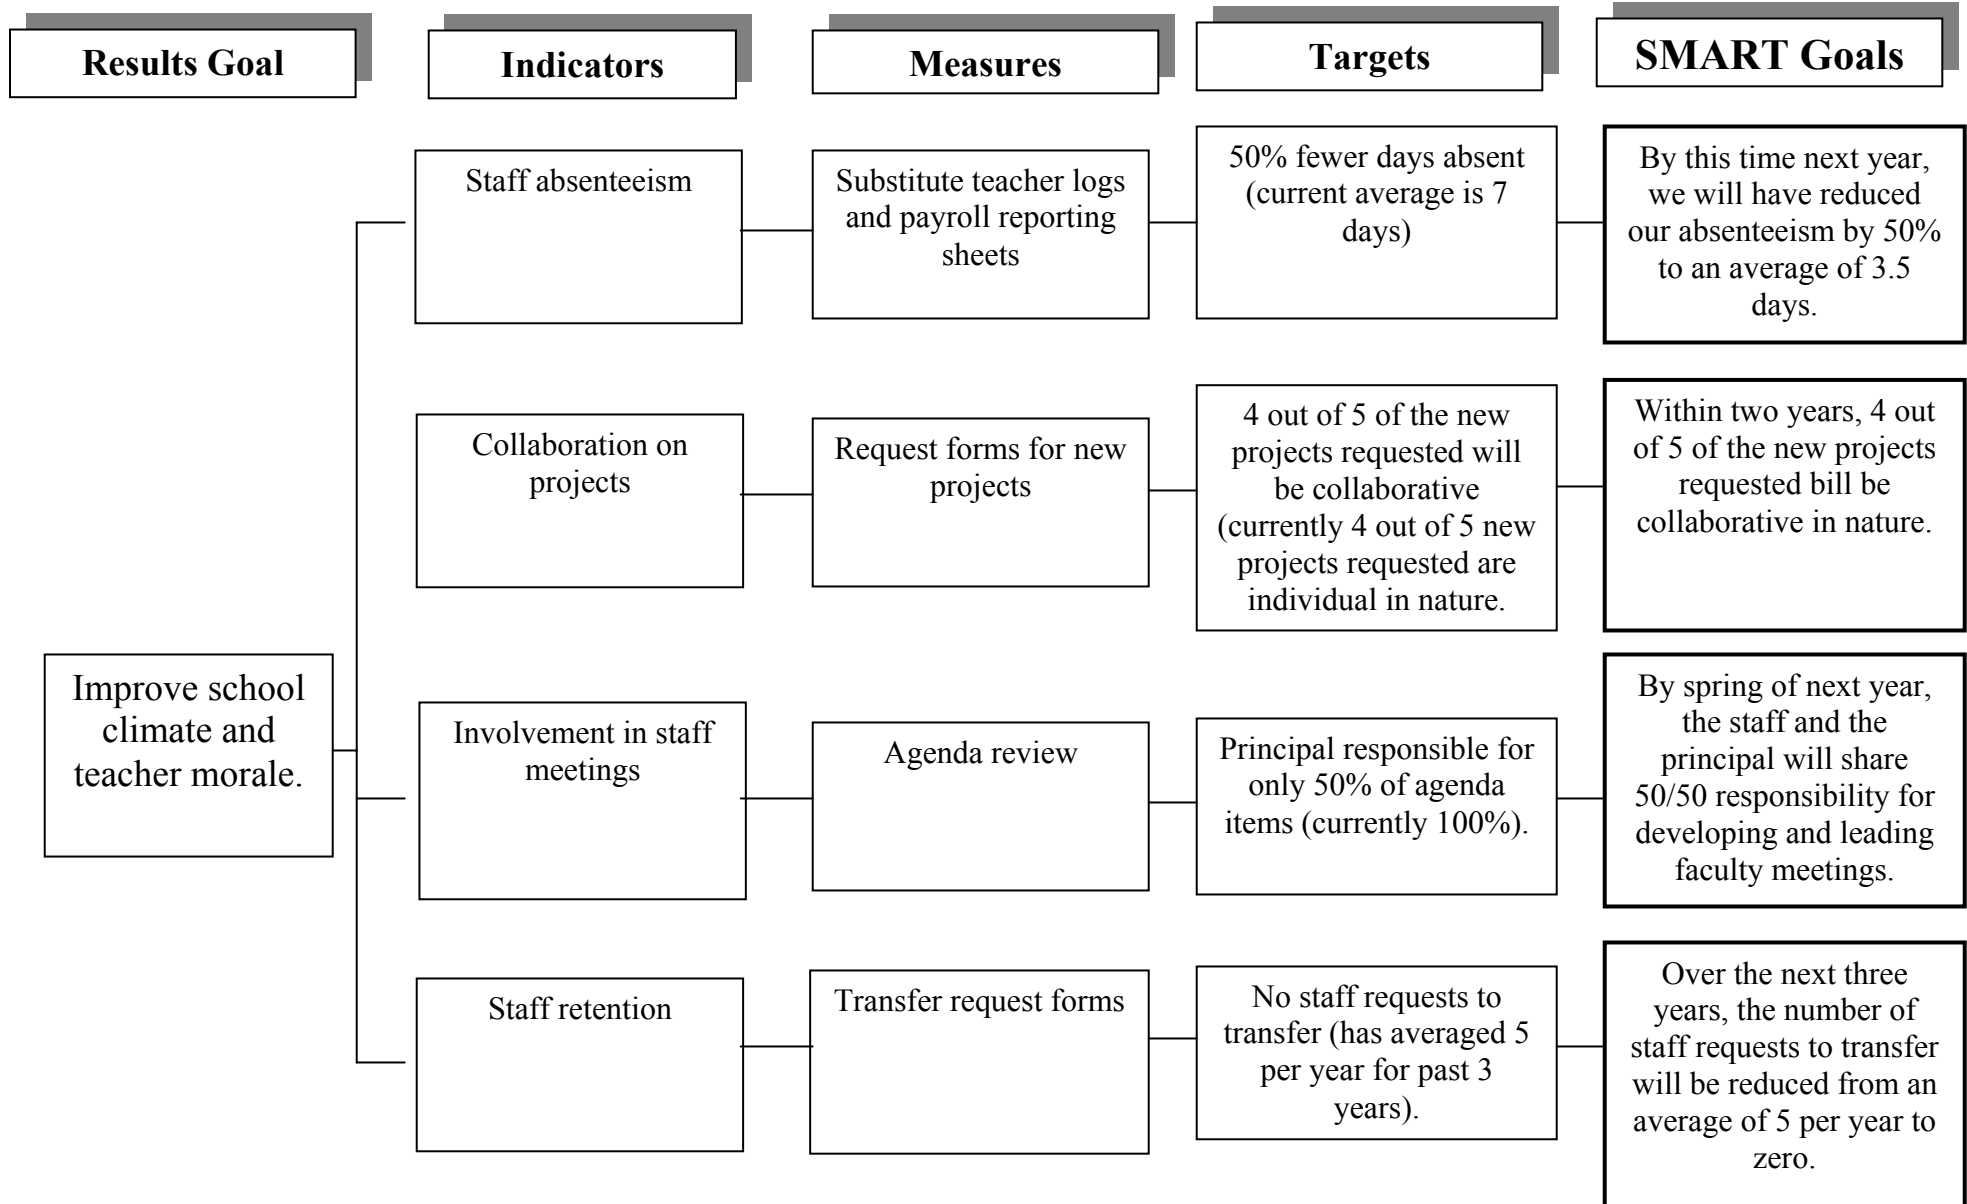 Results Goal
Indicators
Measures
Targets
SMART Goals
Staff absenteeism
Substitute teacher logs
and payroll reporting
sheets
50% fewer days absent
(current average is 7
days)
By this time next year,
we will have reduced
our absenteeism by 50%
to an average of 3.5
days.
Collaboration on
projects
Request forms for new
projects
4 out of 5 of the new
projects requested will
be collaborative
(currently 4 out of 5 new
projects requested are
individual in nature.
Within two years, 4 out
of 5 of the new projects
requested bill be
collaborative in nature.
Improve school
climate and
teacher morale.
Involvement in staff
meetings
Agenda review
Principal responsible for
only 50% of agenda
items (currently 100%).
By spring of next year,
the staff and the
principal will share
50/50 responsibility for
developing and leading
faculty meetings.
Staff retention
Transfer request forms
No staff requests to
transfer (has averaged 5
per year for past 3
years).
Over the next three
years, the number of
staff requests to transfer
will be reduced from an
average of 5 per year to
zero.